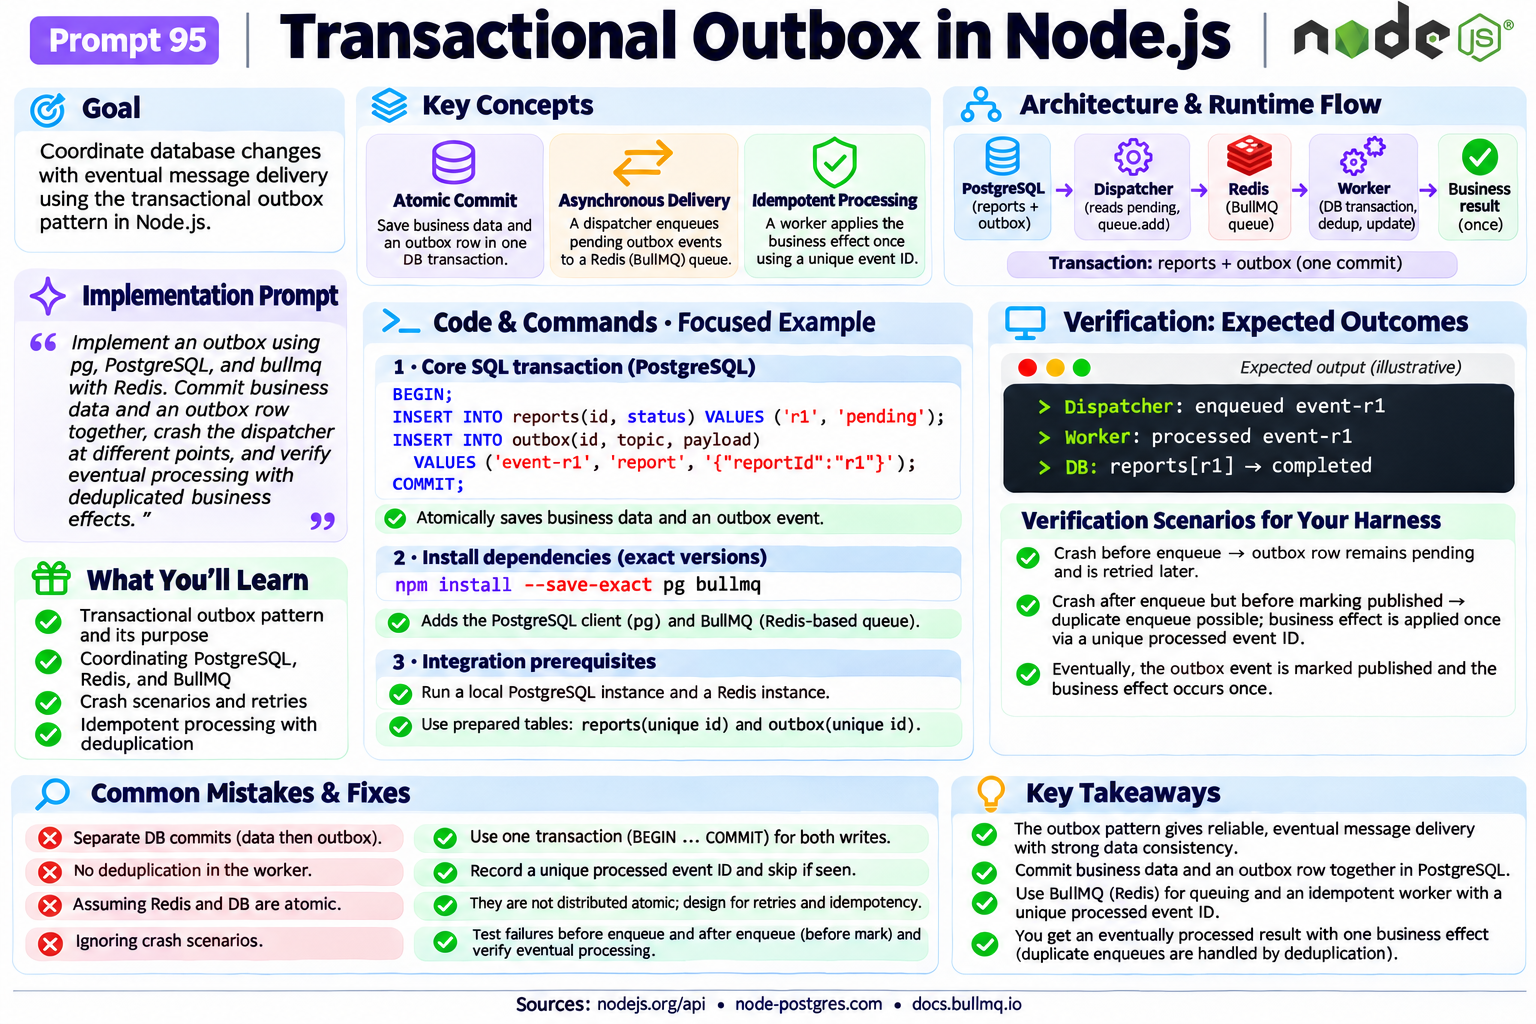 Prompt 95
Transactional Outbox in Node.js
node JS ®
Goal
Coordinate database changes
with eventual message delivery
using the transactional outbox
pattern in Node.js.
Key Concepts
Atomic Commit
Save business data and
an outbox row in one
DB transaction.
Asynchronous Delivery
A dispatcher enqueues
pending outbox events
to a Redis (BullMQ) queue.
Idempotent Processing
A worker applies the
business effect once
using a unique event ID.
Architecture & Runtime Flow
PostgreSQL
(reports +
outbox)
Dispatcher
(reads pending,
queue.add)
Redis
(BullMQ
queue)
Worker
(DB transaction,
dedup, update)
Business
result
(once)
Transaction: reports + outbox (one commit)
Implementation Prompt
“ Implement an outbox using
pg, PostgreSQL, and bullmq
with Redis. Commit business
data and an outbox row
together, crash the dispatcher
at different points, and verify
eventual processing with
deduplicated business
effects. ”
”
What You’ll Learn
Transactional outbox pattern
and its purpose
Coordinating PostgreSQL,
Redis, and BullMQ
Crash scenarios and retries
Idempotent processing with
deduplication
Code & Commands · Focused Example
1 · Core SQL transaction (PostgreSQL)
BEGIN;
INSERT INTO reports(id, status) VALUES ('r1', 'pending');
INSERT INTO outbox(id, topic, payload)
VALUES ('event-r1', 'report', '{"reportId":"r1"}');
COMMIT;
Atomically saves business data and an outbox event.
2 · Install dependencies (exact versions)
npm install --save-exact pg bullmq
Adds the PostgreSQL client (pg) and BullMQ (Redis-based queue).
3 · Integration prerequisites
Run a local PostgreSQL instance and a Redis instance.
Use prepared tables: reports(unique id) and outbox(unique id).
Verification: Expected Outcomes
Expected output (illustrative)
> Dispatcher: enqueued event-r1
> Worker: processed event-r1
> DB: reports[r1] → completed
Verification Scenarios for Your Harness
Crash before enqueue → outbox row remains pending
and is retried later.
Crash after enqueue but before marking published →
duplicate enqueue possible; business effect is applied once
via a unique processed event ID.
Eventually, the outbox event is marked published and the
business effect occurs once.
Common Mistakes & Fixes
Separate DB commits (data then outbox).
Use one transaction (BEGIN ... COMMIT) for both writes.
No deduplication in the worker.
Record a unique processed event ID and skip if seen.
Assuming Redis and DB are atomic.
They are not distributed atomic; design for retries and idempotency.
Ignoring crash scenarios.
Test failures before enqueue and after enqueue (before mark) and
verify eventual processing.
Key Takeaways
The outbox pattern gives reliable, eventual message delivery
with strong data consistency.
Commit business data and an outbox row together in PostgreSQL.
Use BullMQ (Redis) for queuing and an idempotent worker with a
unique processed event ID.
You get an eventually processed result with one business effect
(duplicate enqueues are handled by deduplication).
Sources: nodejs.org/api • node-postgres.com • docs.bullmq.io